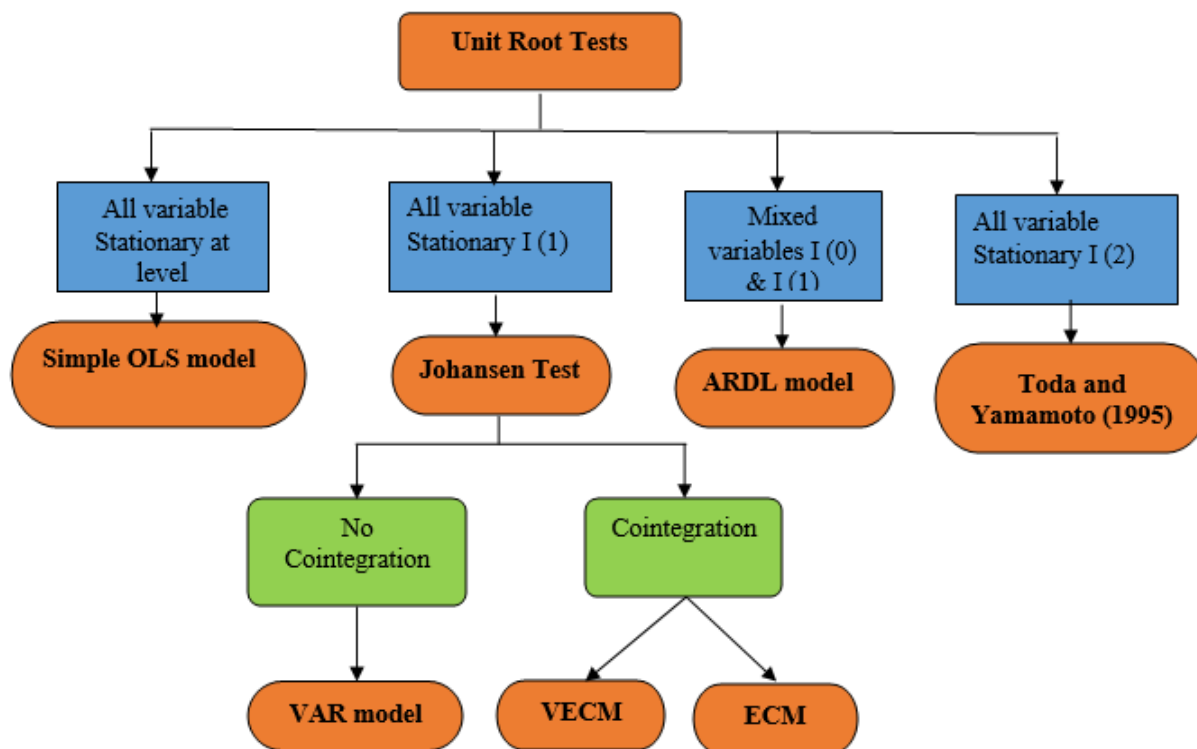 Unit Root Tests
All variable
Stationary at
level
All variable
Stationary I (1)
Mixed
variables I (0)
& I (1)
All variable
Stationary I (2)
Simple OLS model
Johansen Test
ARDL model
Toda and
Yamamoto (1995)
No
Cointegration
Cointegration
VAR model
VECM
ECM